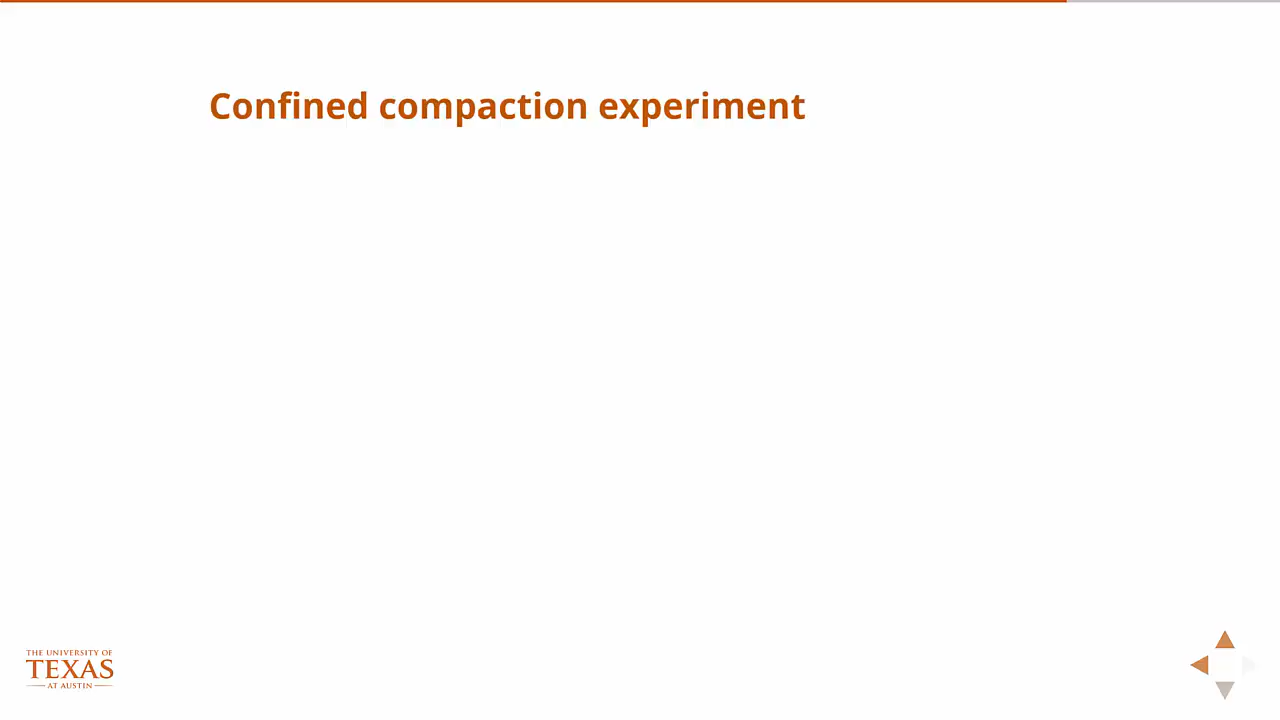 Confined compaction experiment
THE UNIVERSITY OF
TEXAS
AT AUSTIN